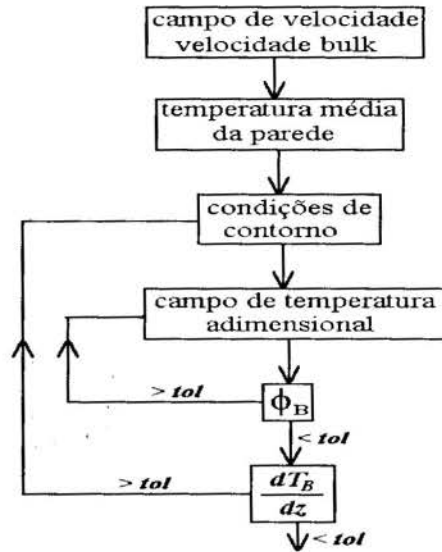 campo de velocidade
velocidade bulk
temperatura média
da parede
condições de
contorno
campo de temperatura
adimensional
> tol
ϕ_B
< tol
> tol
dT_B
dz
< tol